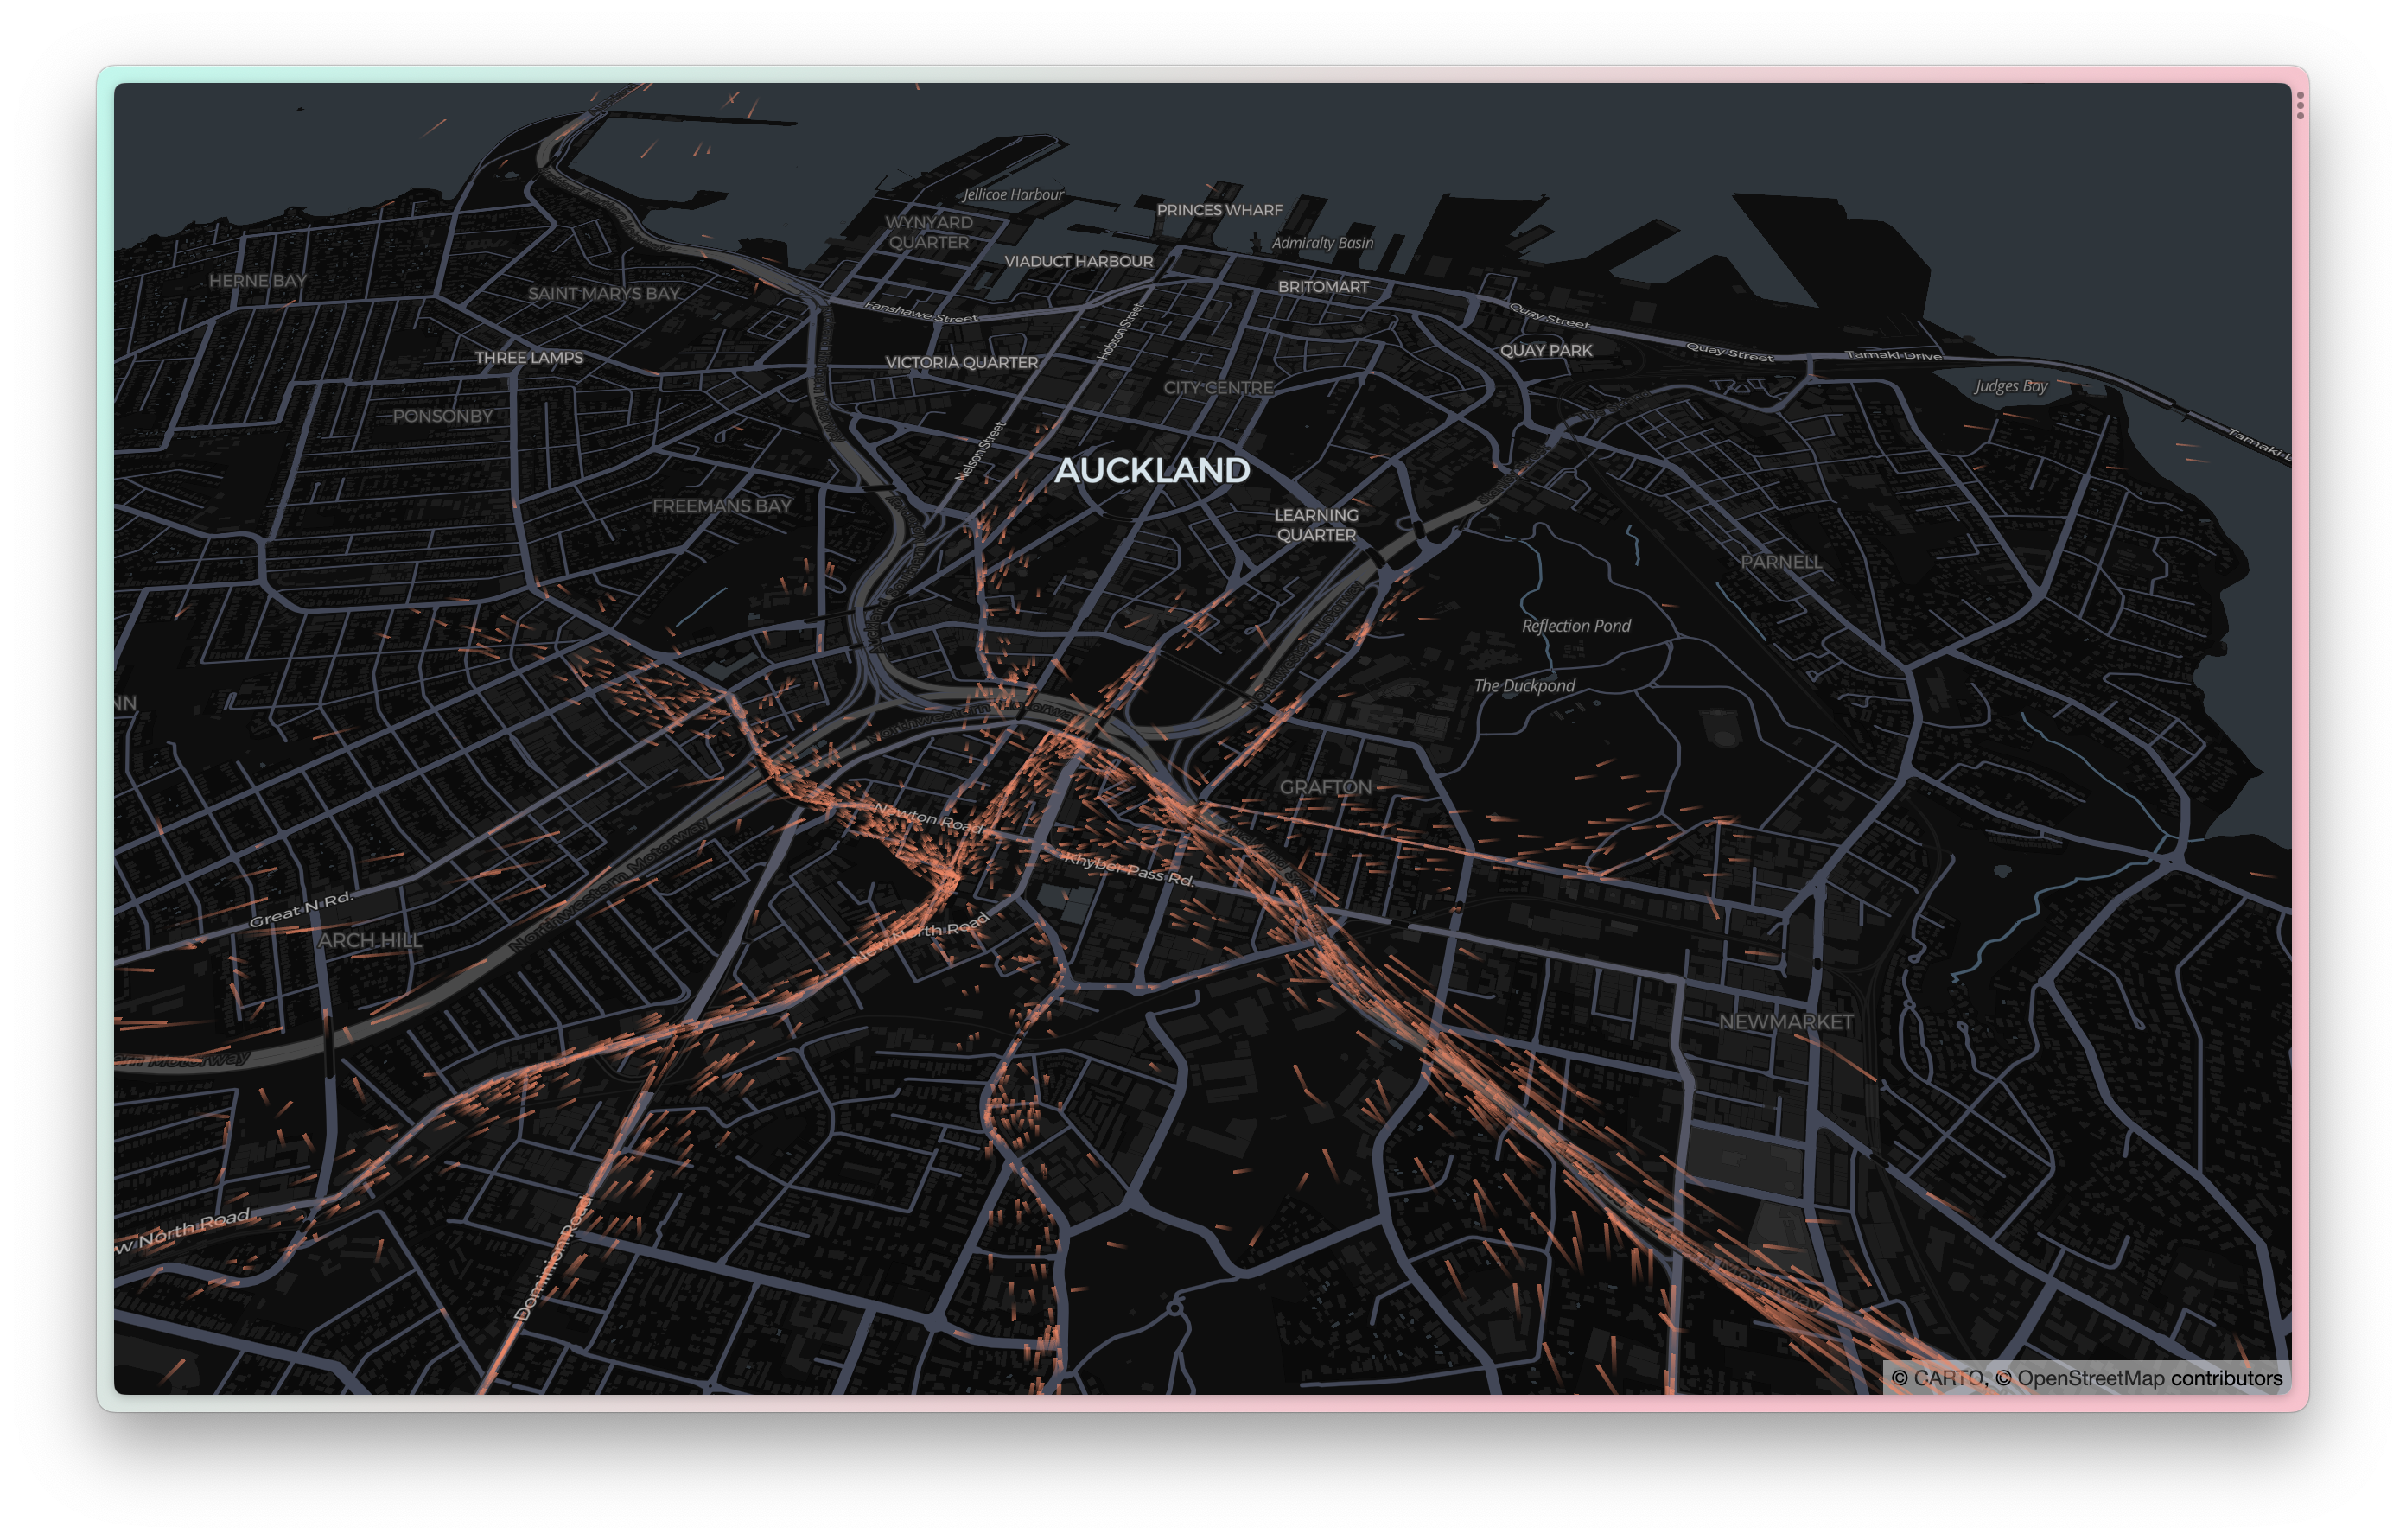 Jellicoe Harbour
PRINCES WHARF
WYNYARD
QUARTER
Admiralty Basin
VIADUCT HARBOUR
HERNE BAY
SAINT MARYS BAY
BRITOMART
Fanshawe Street
Hobson Street
Quay Street
QUAY PARK
Quay Street
Tamaki Drive
THREE LAMPS
VICTORIA QUARTER
CITY CENTRE
Judges Bay
PONSONBY
Nelson Street
AUCKLAND
Tamaki D
FREEMANS BAY
LEARNING
QUARTER
PARNELL
Reflection Pond
The Duckpond
NN
Northwestern Motorway
Northwestern Motorway
GRAFTON
Newton Road
Khyber Pass Rd.
Great N Rd.
Northwestern Motorway
ARCH HILL
New North Road
NEWMARKET
ern Motorway
w North Road
Dominion Road
© CARTO, © OpenStreetMap contributors